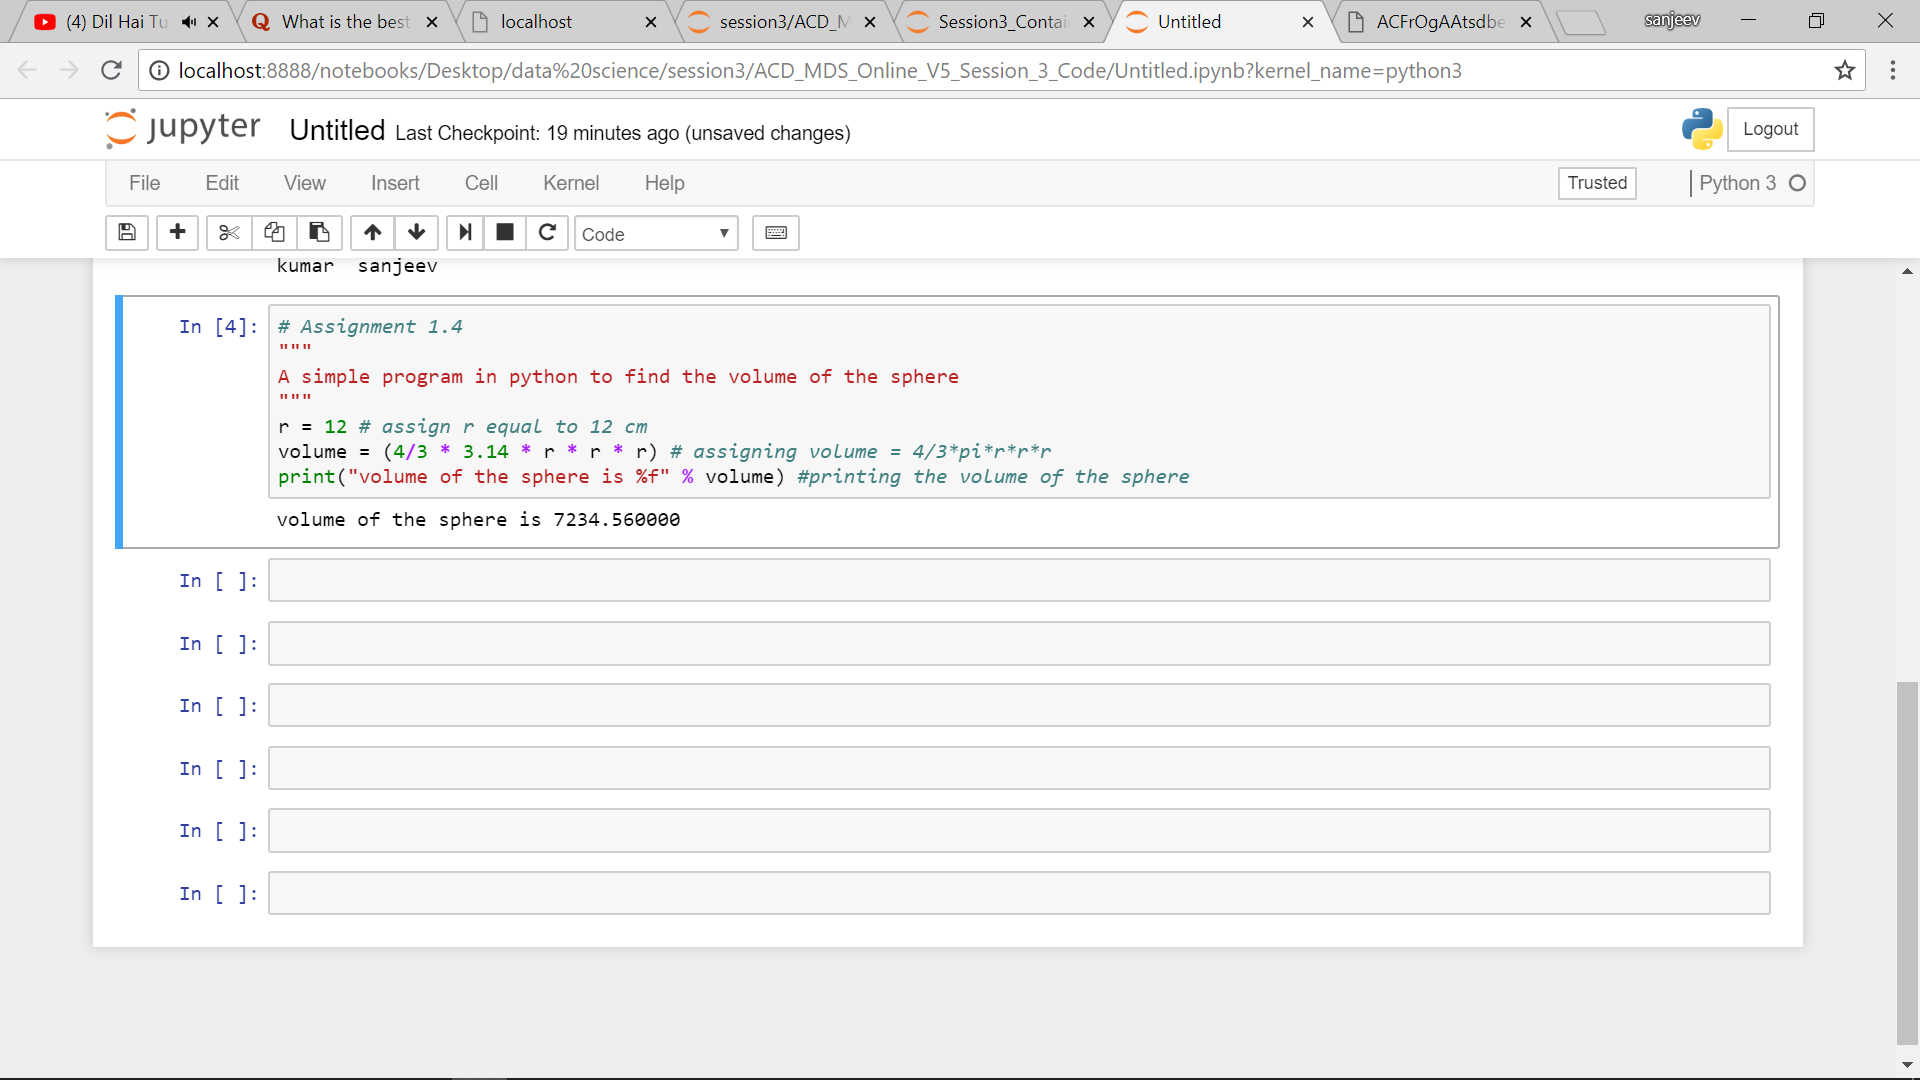 (4) Dil Hai Tu
What is the best
localhost
session3/ACD_M
Session3_Contai
Untitled
ACFrOgAAtsdbe
sanjeev
localhost:8888/notebooks/Desktop/data%20science/session3/ACD_MDS_Online_V5_Session_3_Code/Untitled.ipynb?kernel_name=python3
jupyter Untitled Last Checkpoint: 19 minutes ago (unsaved changes) Logout
File Edit View Insert Cell Kernel Help Trusted Python 3
Code
kumar  sanjeev
In [4]: # Assignment 1.4
"""
A simple program in python to find the volume of the sphere
"""
r = 12 # assign r equal to 12 cm
volume = (4/3 * 3.14 * r * r * r) # assigning volume = 4/3*pi*r*r*r
print("volume of the sphere is %f" % volume) #printing the volume of the sphere
volume of the sphere is 7234.560000
In [ ]:
In [ ]:
In [ ]:
In [ ]:
In [ ]:
In [ ]: